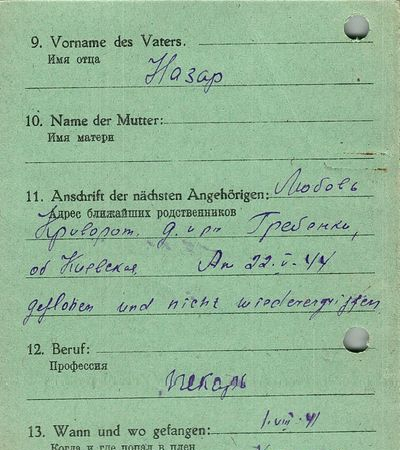 9. Vorname des Vaters.
Имя отца
Назар
10. Name der Mutter:
Имя матери
11. Anschrift der nächsten Angehörigen: Любовь
Адрес ближайших родственников
Криворот. Гребенки,
об Киевская. Am 22.V.44
geflohen und nicht wiederergriffen
12. Beruf:
Профессия
Пекарь
13. Wann und wo gefangen: 1.VIII.41
Когда и где попал в плен